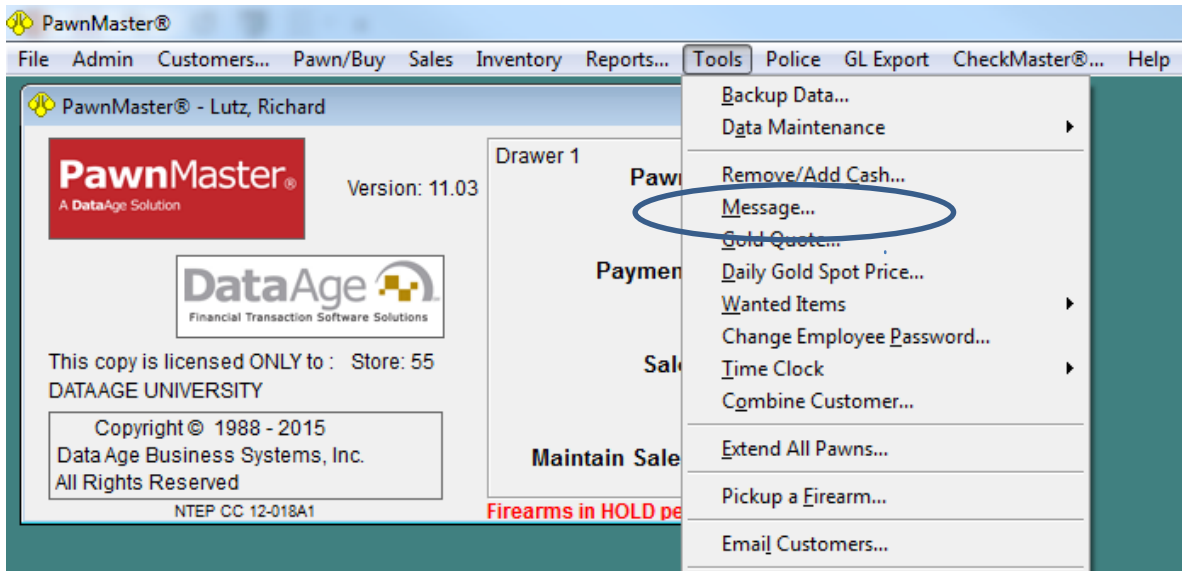 PawnMaster®
File Admin Customers... Pawn/Buy Sales Inventory Reports... Tools Police GL Export CheckMaster®... Help
PawnMaster® - Lutz, Richard
PawnMaster®
A DataAge Solution
Version: 11.03
DataAge
Financial Transaction Software Solutions
This copy is licensed ONLY to : Store: 55
DATAAGE UNIVERSITY
Copyright © 1988 - 2015
Data Age Business Systems, Inc.
All Rights Reserved
NTEP CC 12-018A1
Drawer 1
Pawn
Paymen
Sal
Maintain Sale
Firearms in HOLD pe
Backup Data...
Data Maintenance
Remove/Add Cash...
Message...
Gold Quote...
Daily Gold Spot Price...
Wanted Items
Change Employee Password...
Time Clock
Combine Customer...
Extend All Pawns...
Pickup a Firearm...
Email Customers...